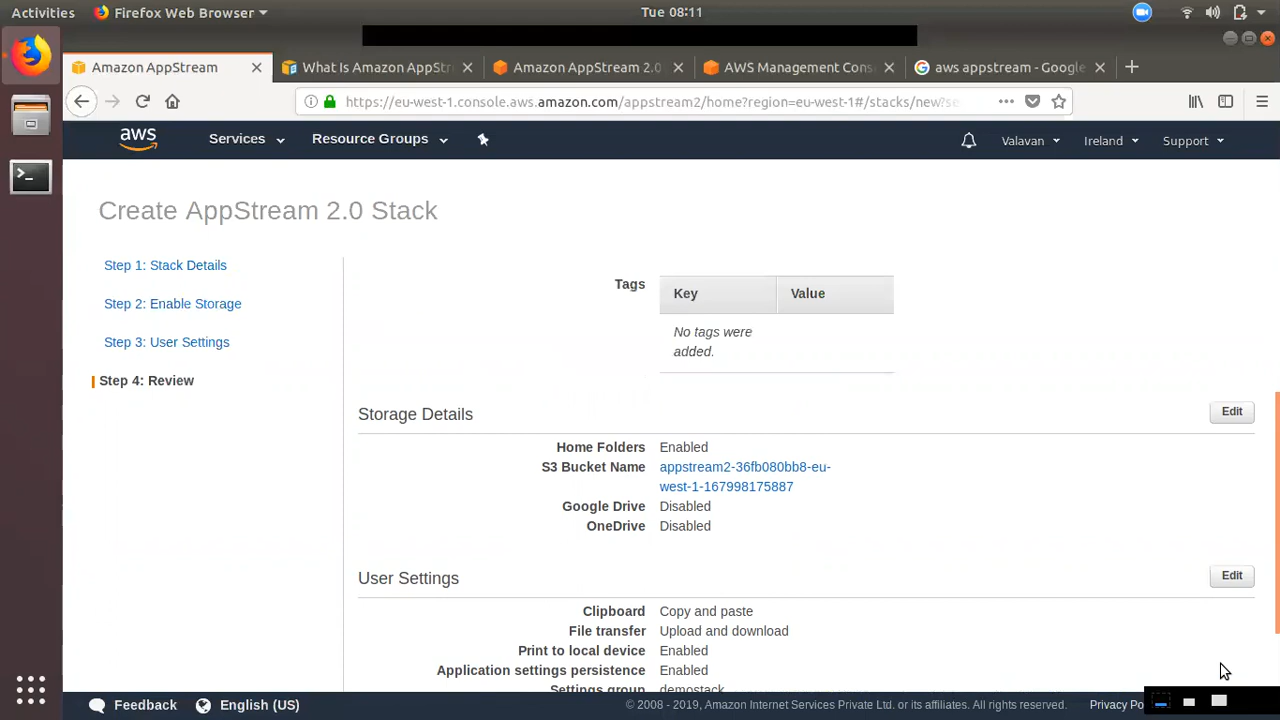 Activities
Firefox Web Browser
Tue 08:11
Amazon AppStream
What Is Amazon AppStr
Amazon AppStream 2.0
AWS Management Cons
aws appstream - Google
https://eu-west-1.console.aws.amazon.com/appstream2/home?region=eu-west-1#/stacks/new?se
aws
Services
Resource Groups
Valavan
Ireland
Support
Create AppStream 2.0 Stack
Step 1: Stack Details
Step 2: Enable Storage
Step 3: User Settings
Step 4: Review
Tags
Key Value
No tags were
added.
Storage Details
Edit
Home Folders Enabled
S3 Bucket Name appstream2-36fb080bb8-eu-
west-1-167998175887
Google Drive Disabled
OneDrive Disabled
User Settings
Edit
Clipboard Copy and paste
File transfer Upload and download
Print to local device Enabled
Application settings persistence Enabled
Settings group demostack
Feedback
English (US)
© 2008 - 2019, Amazon Internet Services Private Ltd. or its affiliates. All rights reserved.
Privacy Po